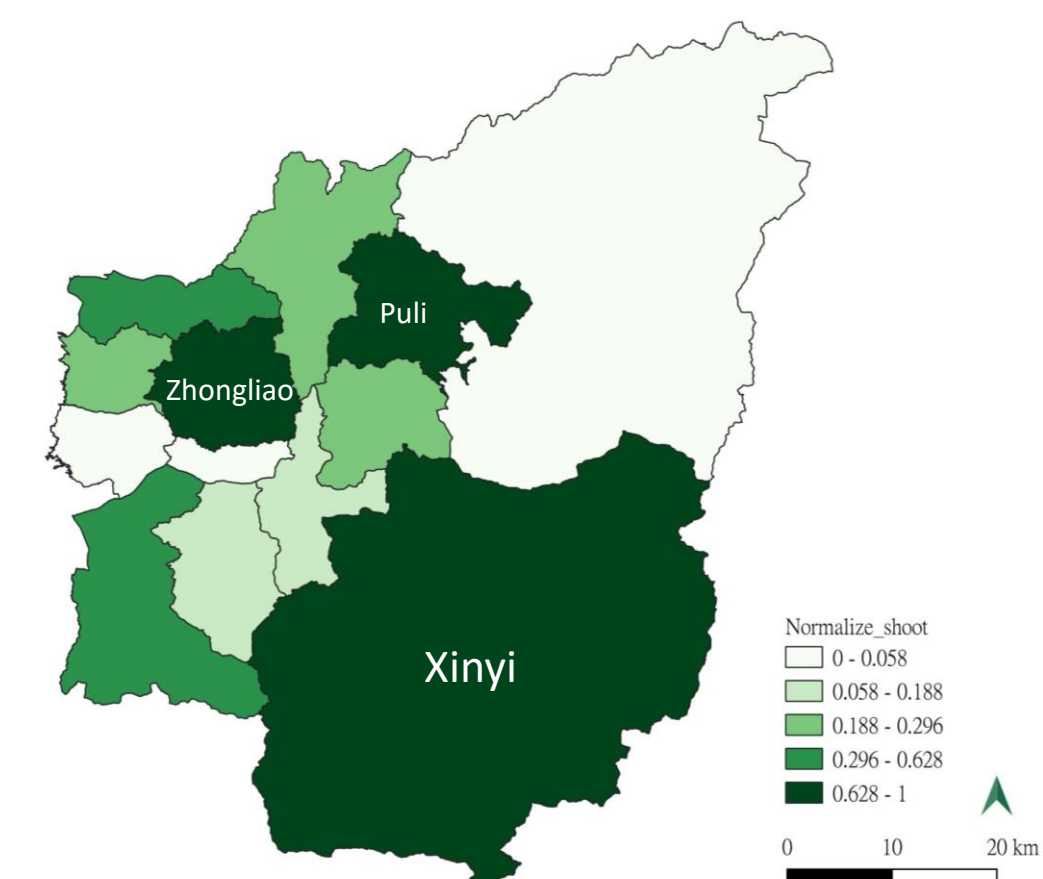 Puli
Zhongliao
Xinyi
Normalize_shoot
0 - 0.058
0.058 - 0.188
0.188 - 0.296
0.296 - 0.628
0.628 - 1
0 10 20 km